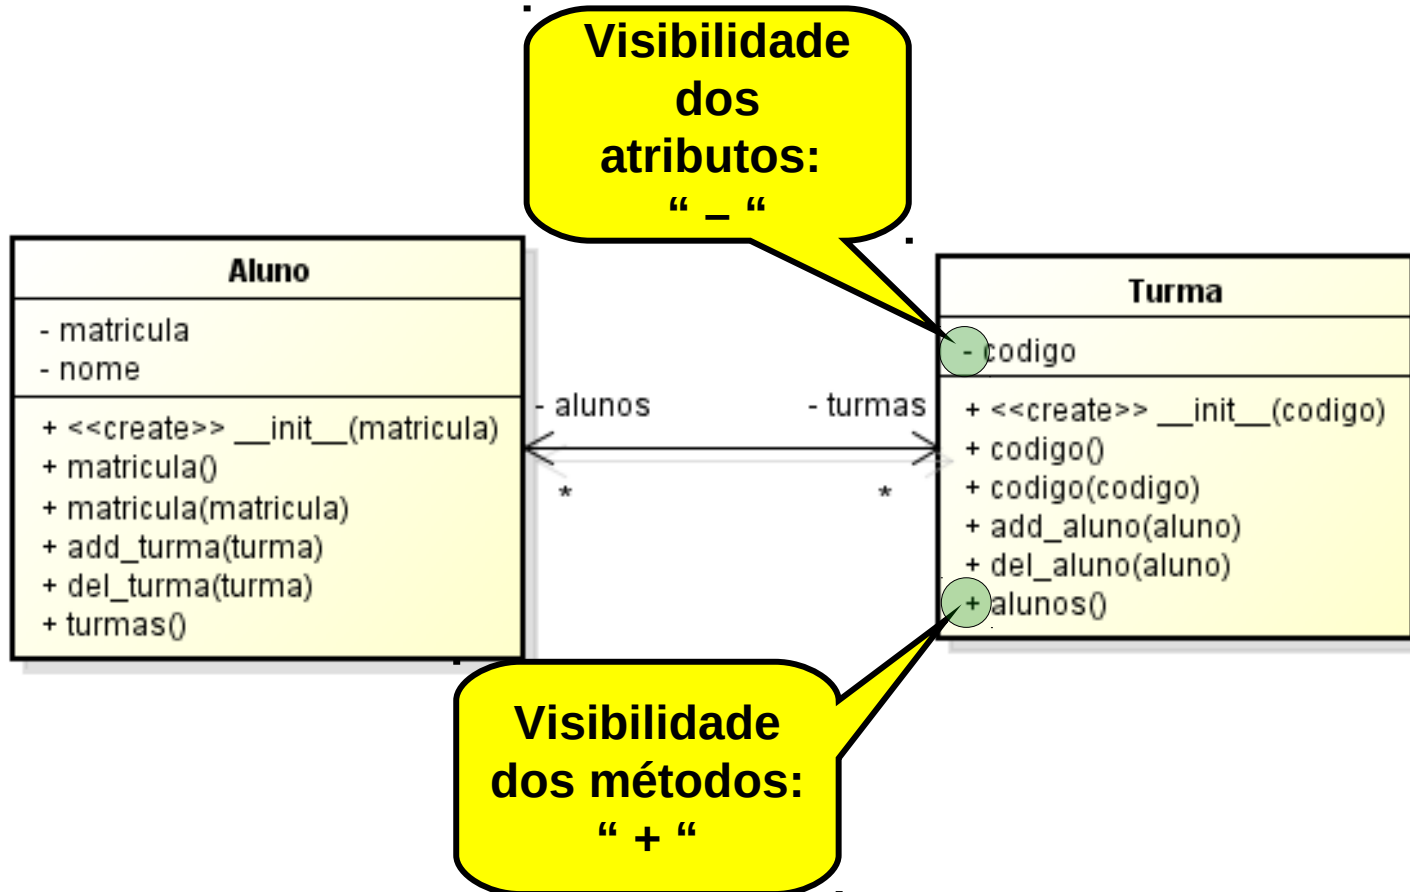 Visibilidade
dos
atributos:
“ – “
Aluno
- matricula
- nome
+ <<create>> __init__(matricula)
+ matricula()
+ matricula(matricula)
+ add_turma(turma)
+ del_turma(turma)
+ turmas()
- alunos
- turmas
*
*
Turma
- codigo
+ <<create>> __init__(codigo)
+ codigo()
+ codigo(codigo)
+ add_aluno(aluno)
+ del_aluno(aluno)
+ alunos()
Visibilidade
dos métodos:
“ + “